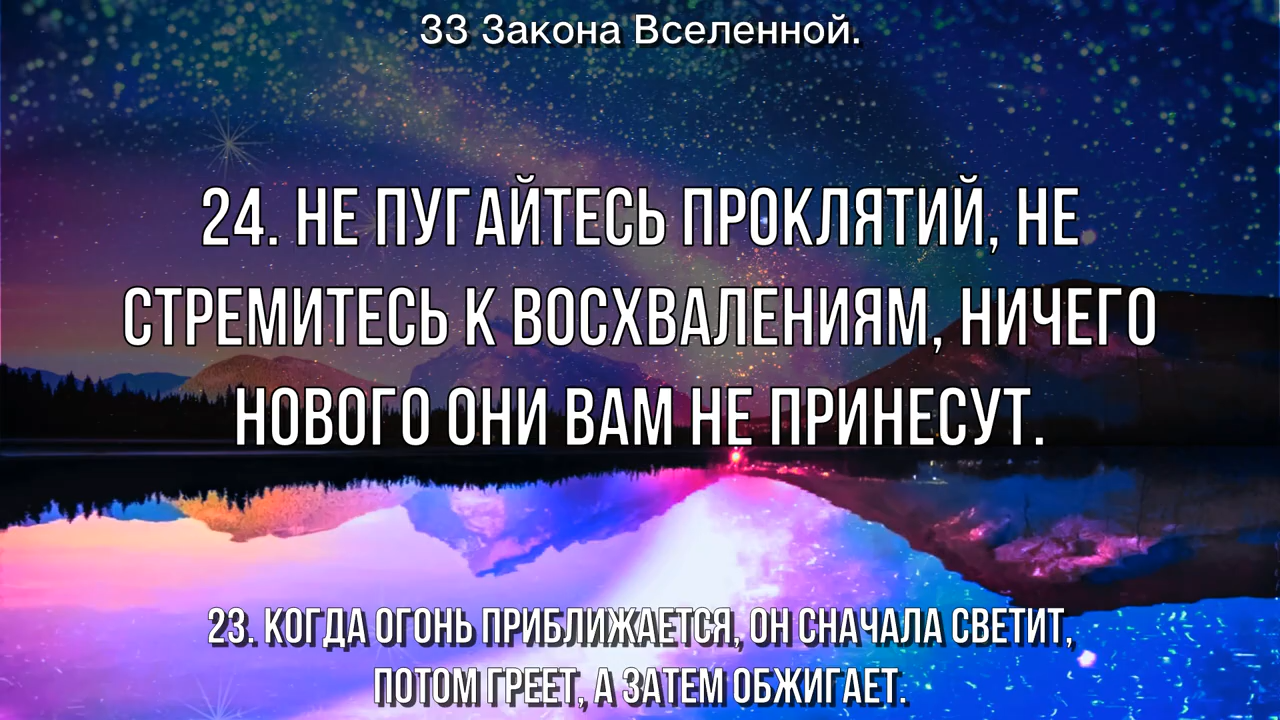 33 Закона Вселенной.
24. НЕ ПУГАЙТЕСЬ ПРОКЛЯТИЙ, НЕ
СТРЕМИТЕСЬ К ВОСХВАЛЕНИЯМ, НИЧЕГО
НОВОГО ОНИ ВАМ НЕ ПРИНЕСУТ.
23. КОГДА ОГОНЬ ПРИБЛИЖАЕТСЯ, ОН СНАЧАЛА СВЕТИТ,
ПОТОМ ГРЕЕТ, А ЗАТЕМ ОБЖИГАЕТ.